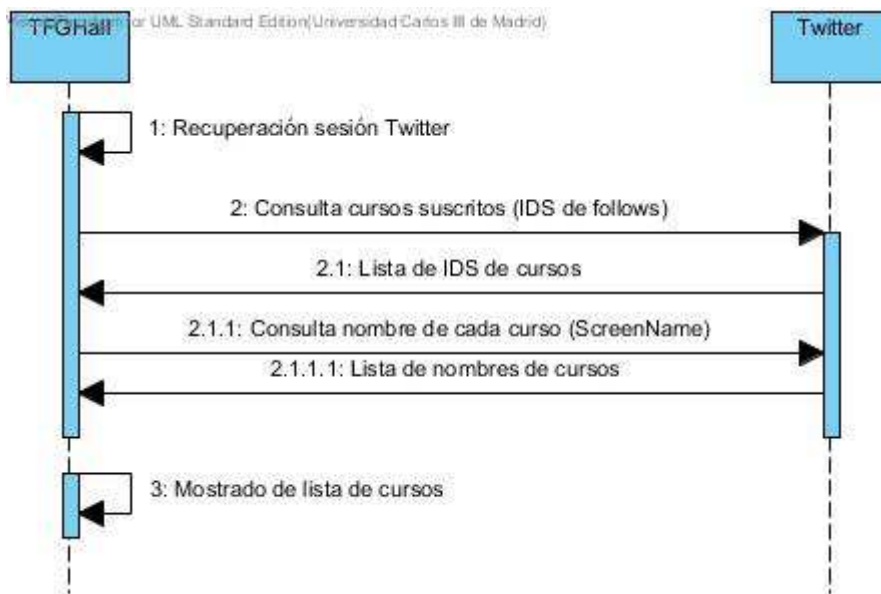 for UML Standard Edition(Universidad Carlos III de Madrid)
TFGHall
Twitter
1: Recuperación sesión Twitter
2: Consulta cursos suscritos (IDS de follows)
2.1: Lista de IDS de cursos
2.1.1: Consulta nombre de cada curso (ScreenName)
2.1.1.1: Lista de nombres de cursos
3: Mostrado de lista de cursos